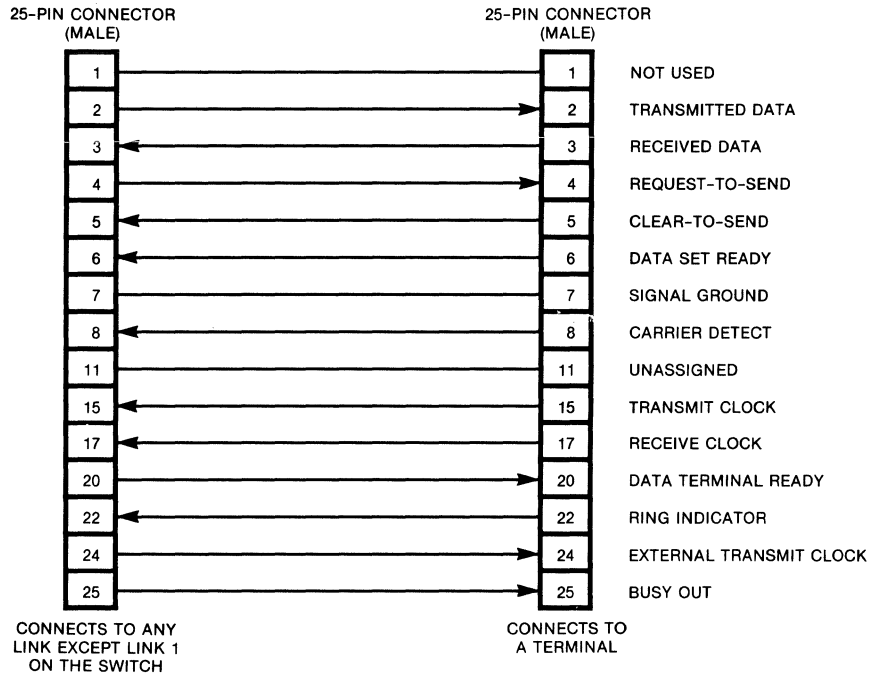 25-PIN CONNECTOR
(MALE)
25-PIN CONNECTOR
(MALE)
1 1 NOT USED
2 2 TRANSMITTED DATA
3 3 RECEIVED DATA
4 4 REQUEST-TO-SEND
5 5 CLEAR-TO-SEND
6 6 DATA SET READY
7 7 SIGNAL GROUND
8 8 CARRIER DETECT
11 11 UNASSIGNED
15 15 TRANSMIT CLOCK
17 17 RECEIVE CLOCK
20 20 DATA TERMINAL READY
22 22 RING INDICATOR
24 24 EXTERNAL TRANSMIT CLOCK
25 25 BUSY OUT
CONNECTS TO ANY
LINK EXCEPT LINK 1
ON THE SWITCH
CONNECTS TO
A TERMINAL